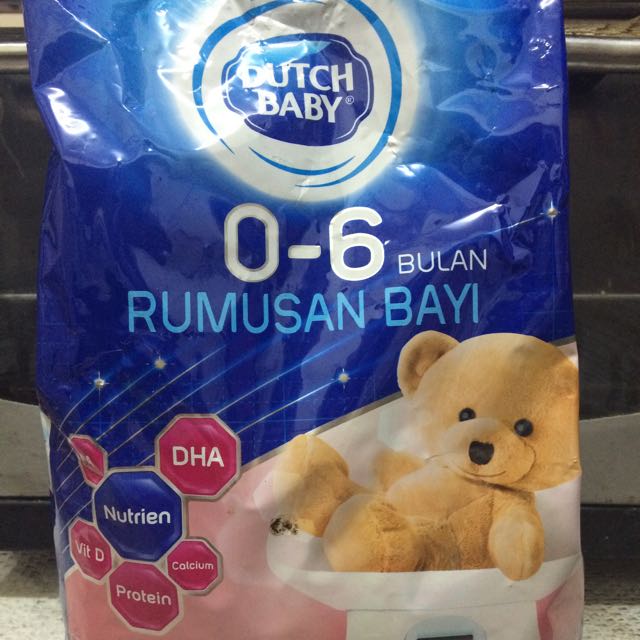 DUTCH
BABY®
0-6 BULAN
RUMUSAN BAYI
DHA
Nutrien
Vit D
Calcium
Protein